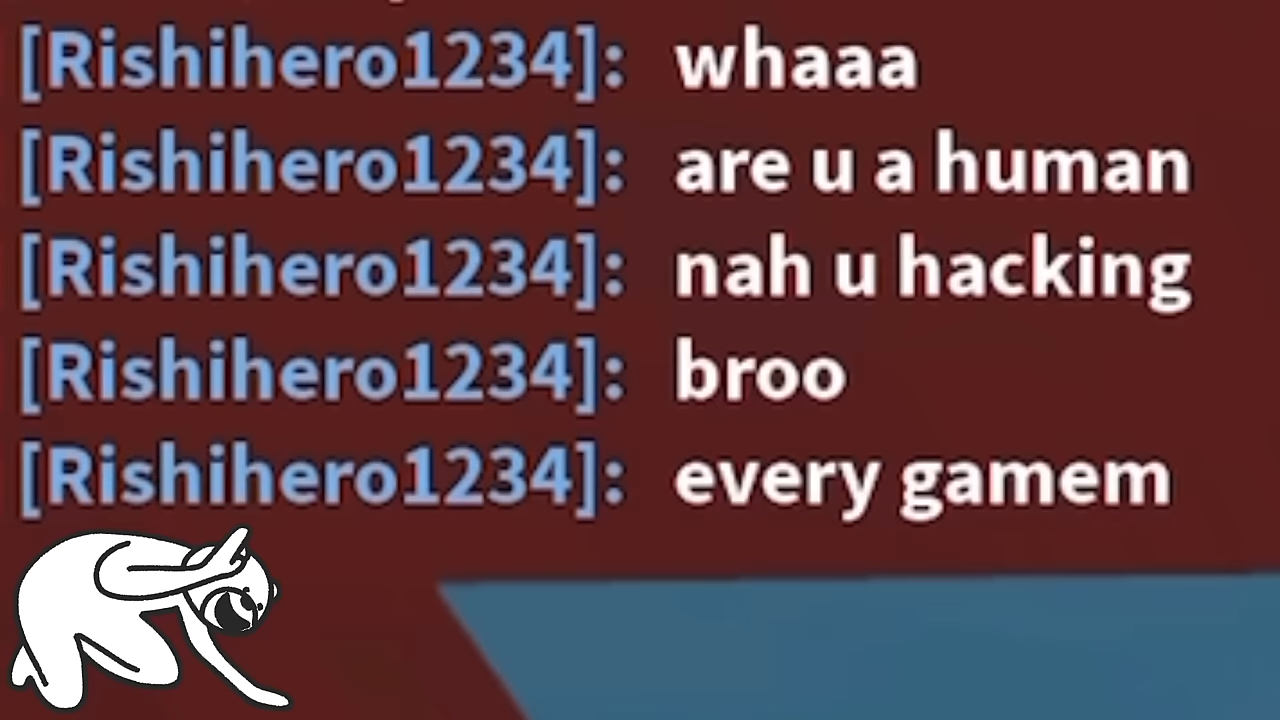 [Rishihero1234]: whaaa
[Rishihero1234]: are u a human
[Rishihero1234]: nah u hacking
[Rishihero1234]: broo
[Rishihero1234]: every gamem